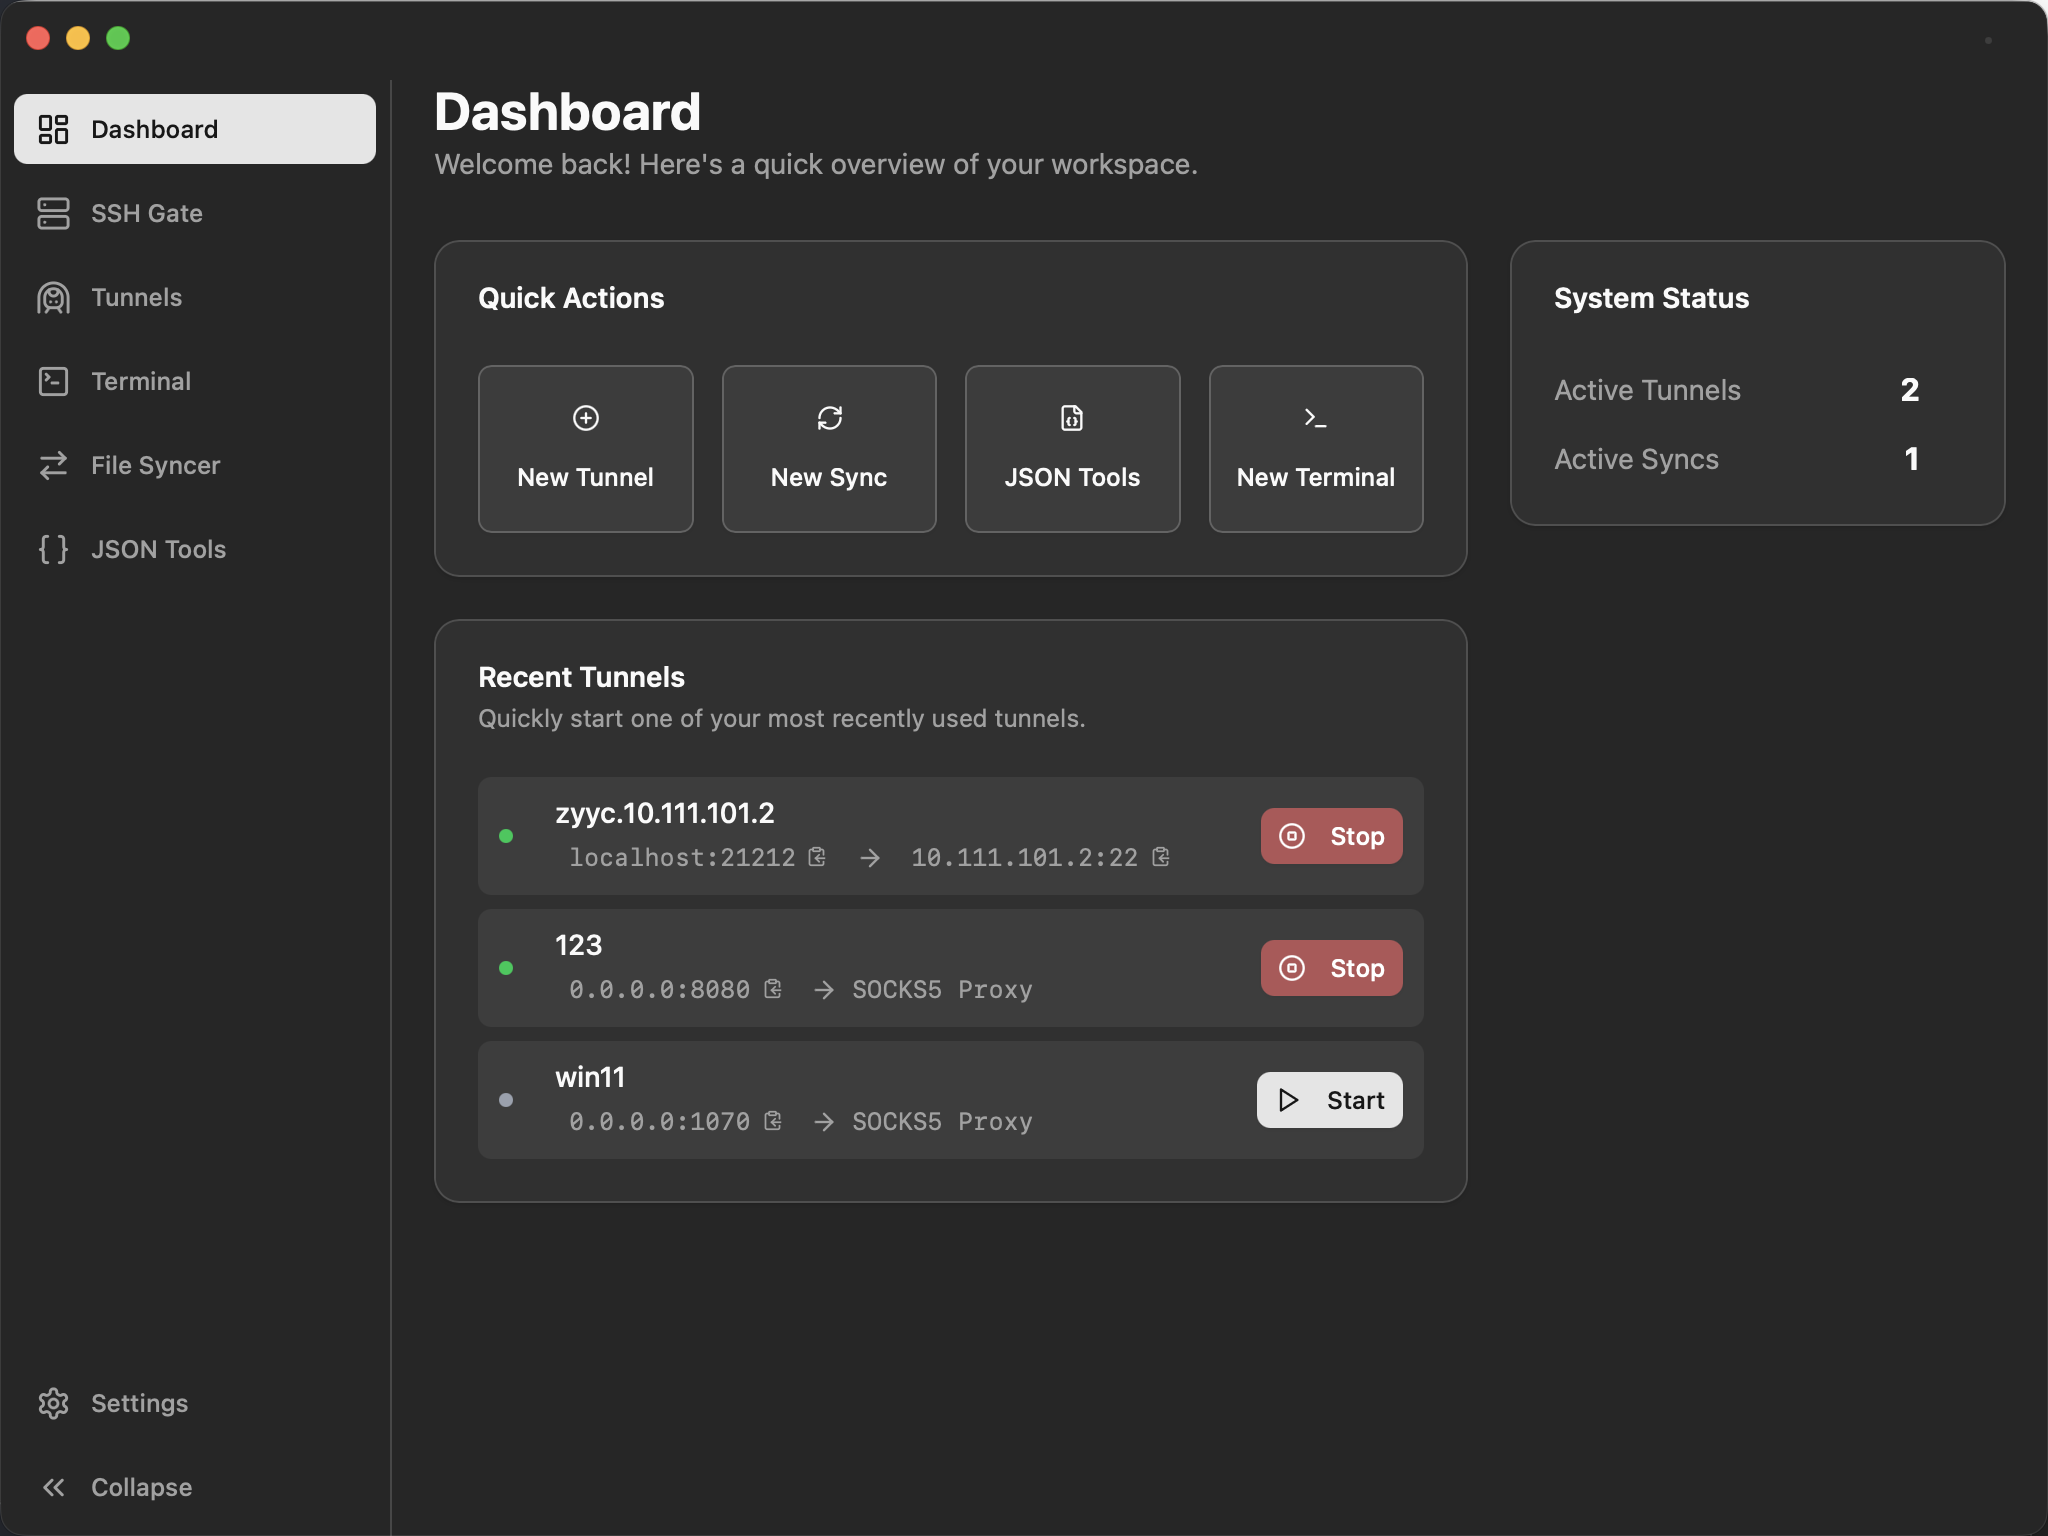 Dashboard
SSH Gate
Tunnels
Terminal
File Syncer
JSON Tools
Settings
Collapse
Dashboard
Welcome back! Here's a quick overview of your workspace.
Quick Actions
New Tunnel
New Sync
JSON Tools
New Terminal
System Status
Active Tunnels 2
Active Syncs 1
Recent Tunnels
Quickly start one of your most recently used tunnels.
zyyc.10.111.101.2
localhost:21212 → 10.111.101.2:22
Stop
123
0.0.0.0:8080 → SOCKS5 Proxy
Stop
win11
0.0.0.0:1070 → SOCKS5 Proxy
Start